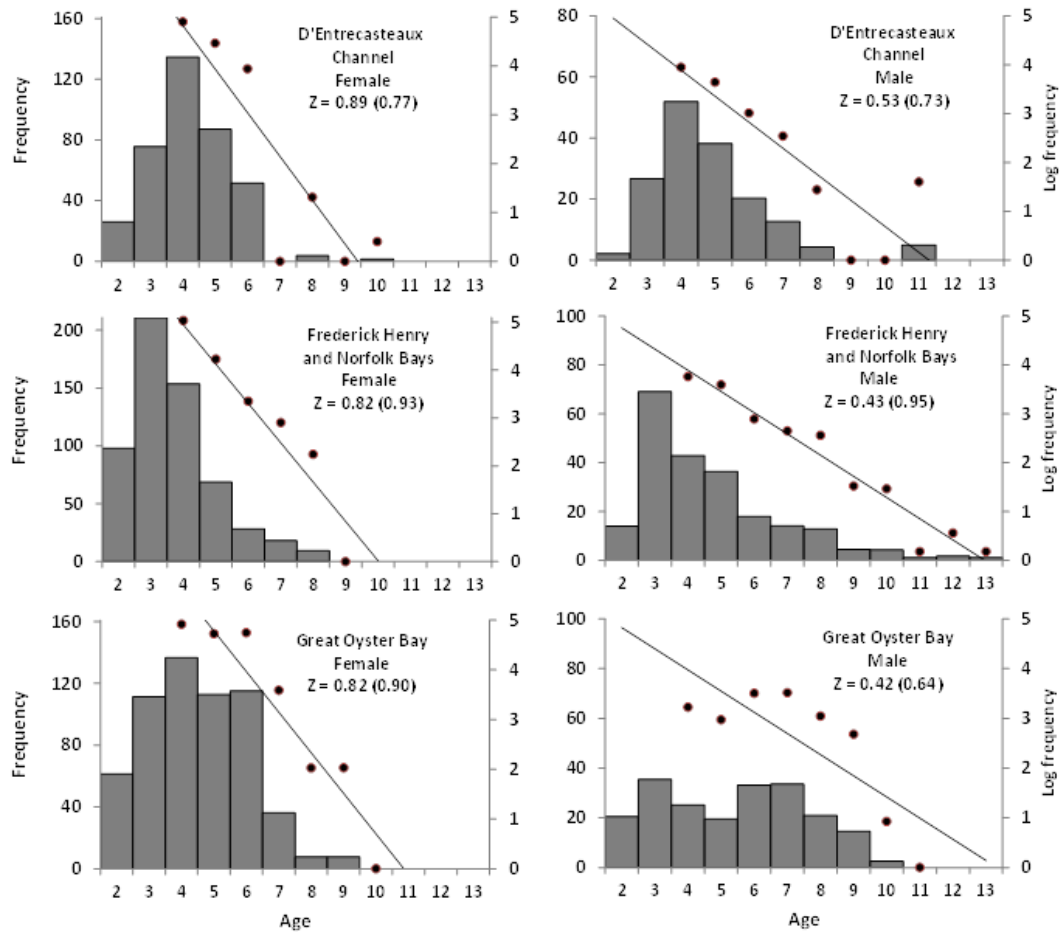 D'Entrecasteaux
Channel
Female
Z = 0.89 (0.77)
Frequency
160
120
80
40
0
5
4
3
2
1
0
2 3 4 5 6 7 8 9 10 11 12 13
D'Entrecasteaux
Channel
Male
Z = 0.53 (0.73)
80
60
40
20
0
5
4
3
2
1
0
Log frequency
2 3 4 5 6 7 8 9 10 11 12 13
Frederick Henry
and Norfolk Bays
Female
Z = 0.82 (0.93)
Frequency
200
150
100
50
0
5
4
3
2
1
0
2 3 4 5 6 7 8 9 10 11 12 13
Frederick Henry
and Norfolk Bays
Male
Z = 0.43 (0.95)
100
80
60
40
20
0
5
4
3
2
1
0
Log frequency
2 3 4 5 6 7 8 9 10 11 12 13
Great Oyster Bay
Female
Z = 0.82 (0.90)
Frequency
160
120
80
40
0
5
4
3
2
1
0
2 3 4 5 6 7 8 9 10 11 12 13
Age
Great Oyster Bay
Male
Z = 0.42 (0.64)
100
80
60
40
20
0
5
4
3
2
1
0
Log frequency
2 3 4 5 6 7 8 9 10 11 12 13
Age